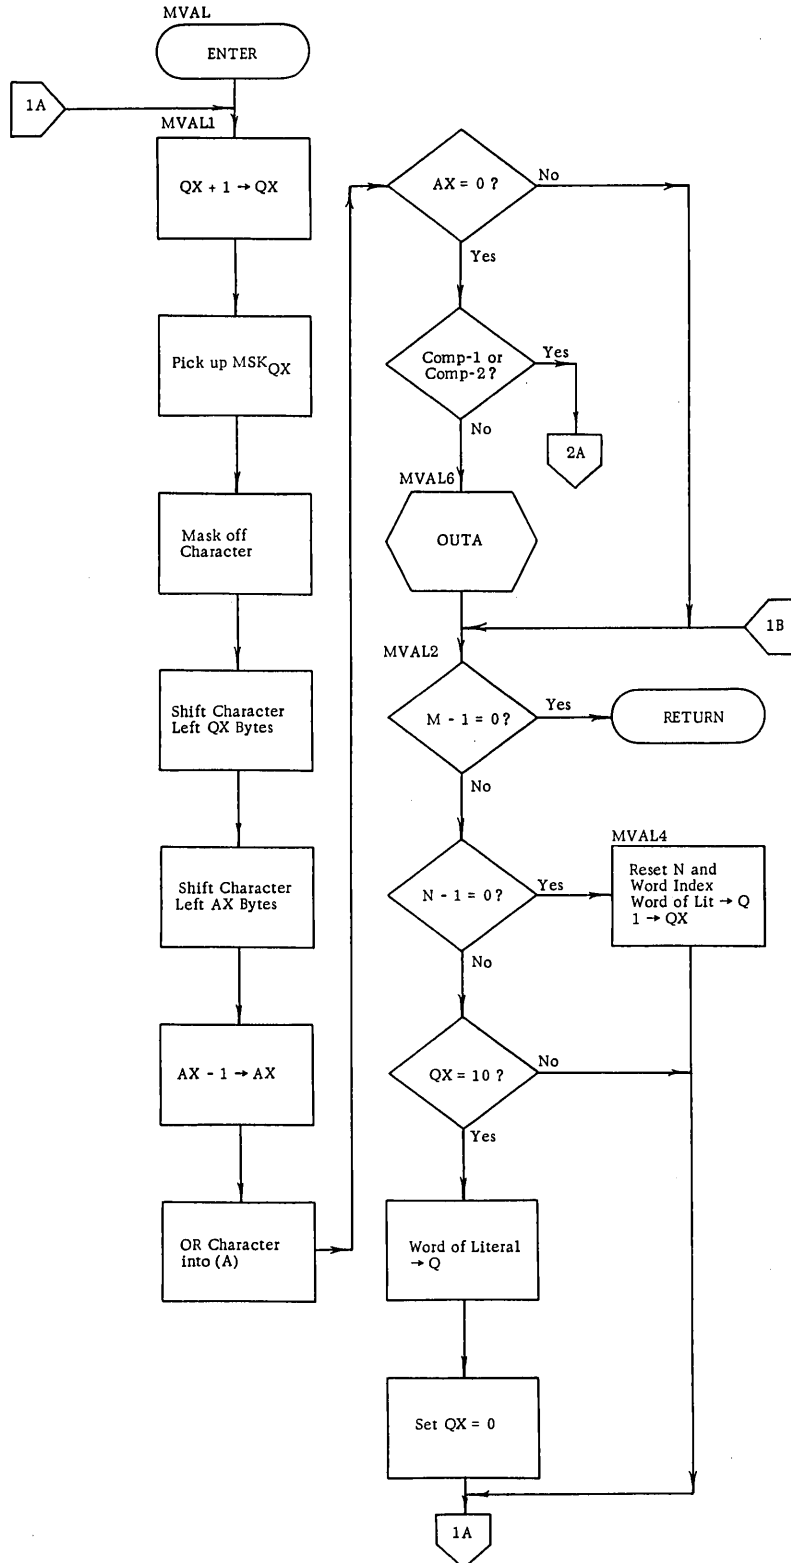 MVAL
ENTER
1A
MVAL1
QX + 1 → QX
Pick up MSK QX
Mask off
Character
Shift Character
Left QX Bytes
Shift Character
Left AX Bytes
AX - 1 → AX
OR Character
into (A)
AX = 0 ?
No
Yes
Comp-1 or
Comp-2 ?
Yes
No
2A
MVAL6
OUTA
1B
MVAL2
M - 1 = 0 ?
Yes
RETURN
No
N - 1 = 0 ?
Yes
MVAL4
Reset N and
Word Index
Word of Lit → Q
1 → QX
No
QX = 10 ?
No
Yes
Word of Literal
→ Q
Set QX = 0
1A